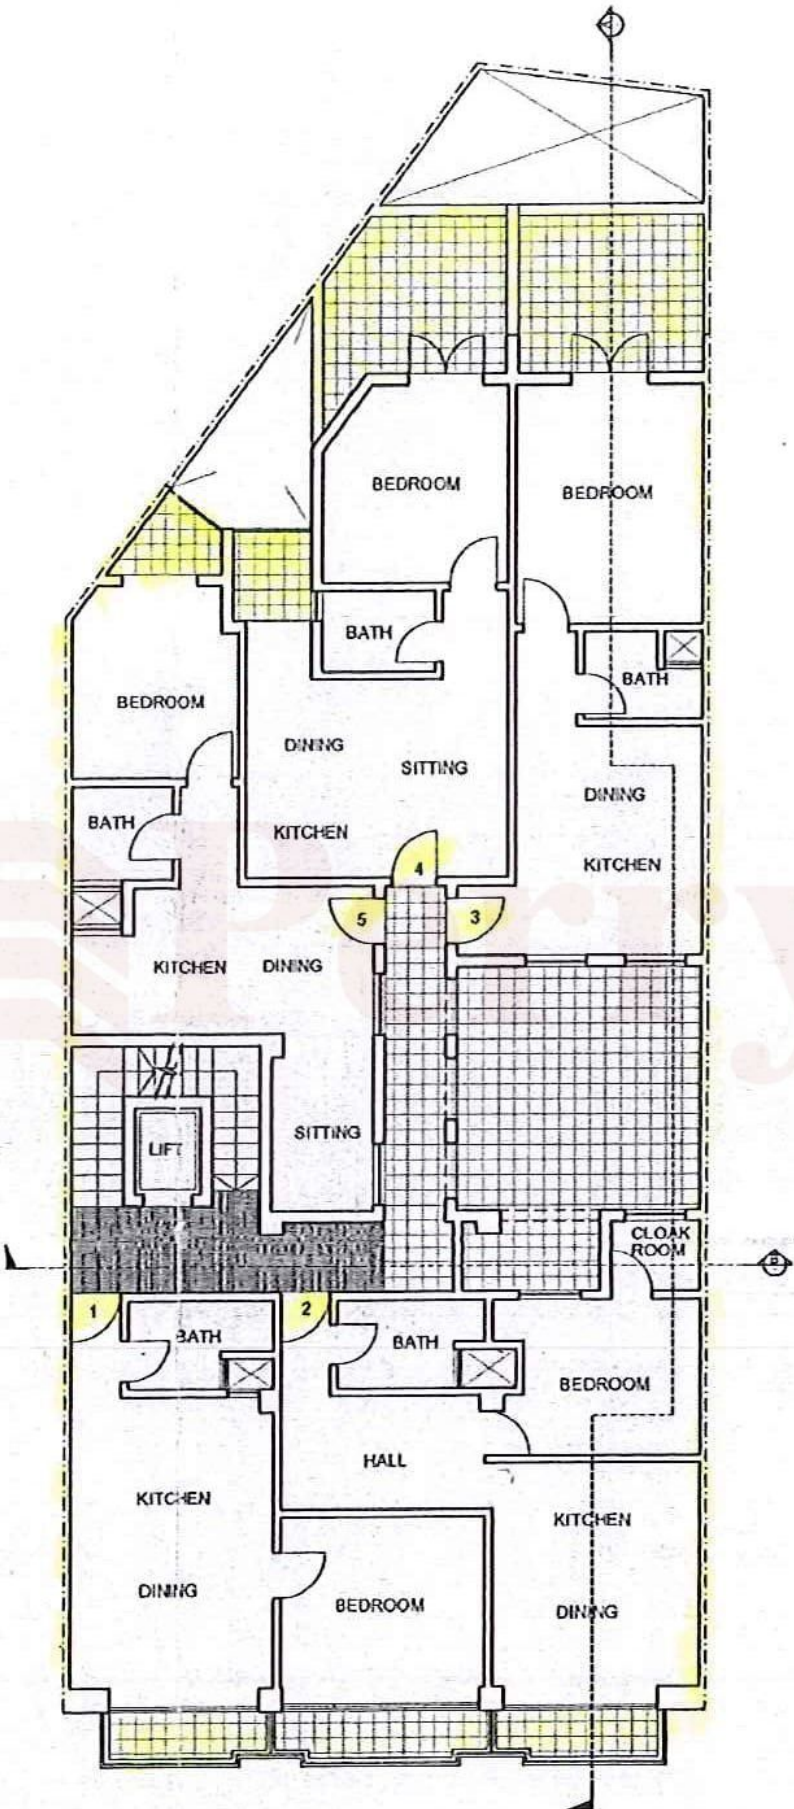 A
BEDROOM
BEDROOM
BATH
BATH
BEDROOM
DINING
SITTING
DINING
BATH
KITCHEN
KITCHEN
4
5
3
KITCHEN
DINING
SITTING
LIFT
CLOAK
ROOM
B
1
2
BATH
BATH
BEDROOM
HALL
KITCHEN
KITCHEN
DINING
BEDROOM
DINING
Perry